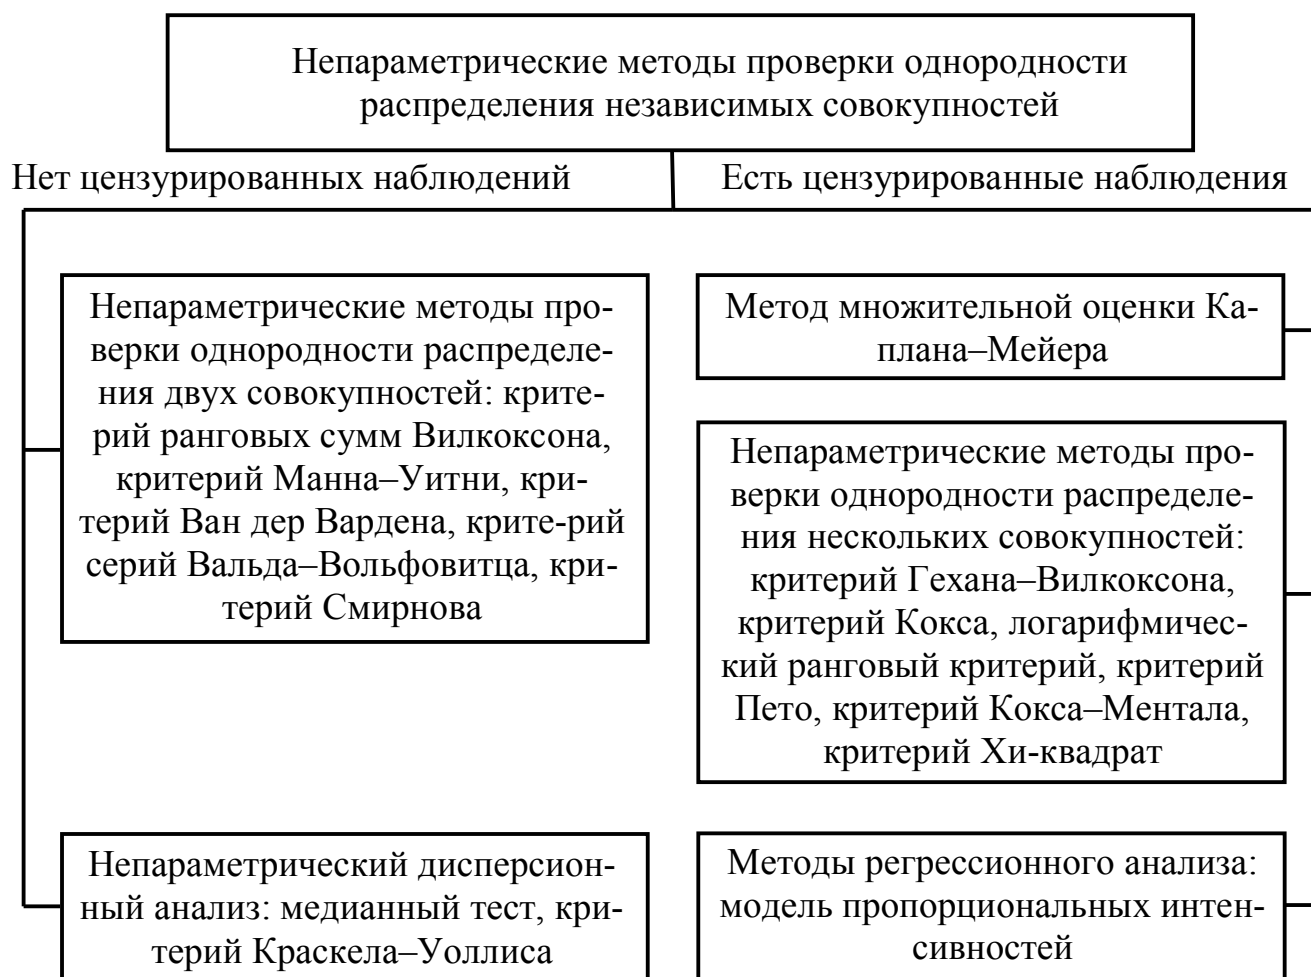 Непараметрические методы проверки однородности
распределения независимых совокупностей
Нет цензурированных наблюдений
Есть цензурированные наблюдения
Непараметрические методы про-
верки однородности распределе-
ния двух совокупностей: крите-
рий ранговых сумм Вилкоксона,
критерий Манна–Уитни, кри-
терий Ван дер Вардена, крите-рий
серий Вальда–Вольфовитца, кри-
терий Смирнова
Непараметрический дисперсион-
ный анализ: медианный тест, кри-
терий Краскела–Уоллиса
Метод множительной оценки Ка-
плана–Мейера
Непараметрические методы про-
верки однородности распределе-
ния нескольких совокупностей:
критерий Гехана–Вилкоксона,
критерий Кокса, логарифмичес-
кий ранговый критерий, критерий
Пето, критерий Кокса–Ментала,
критерий Хи-квадрат
Методы регрессионного анализа:
модель пропорциональных интен-
сивностей